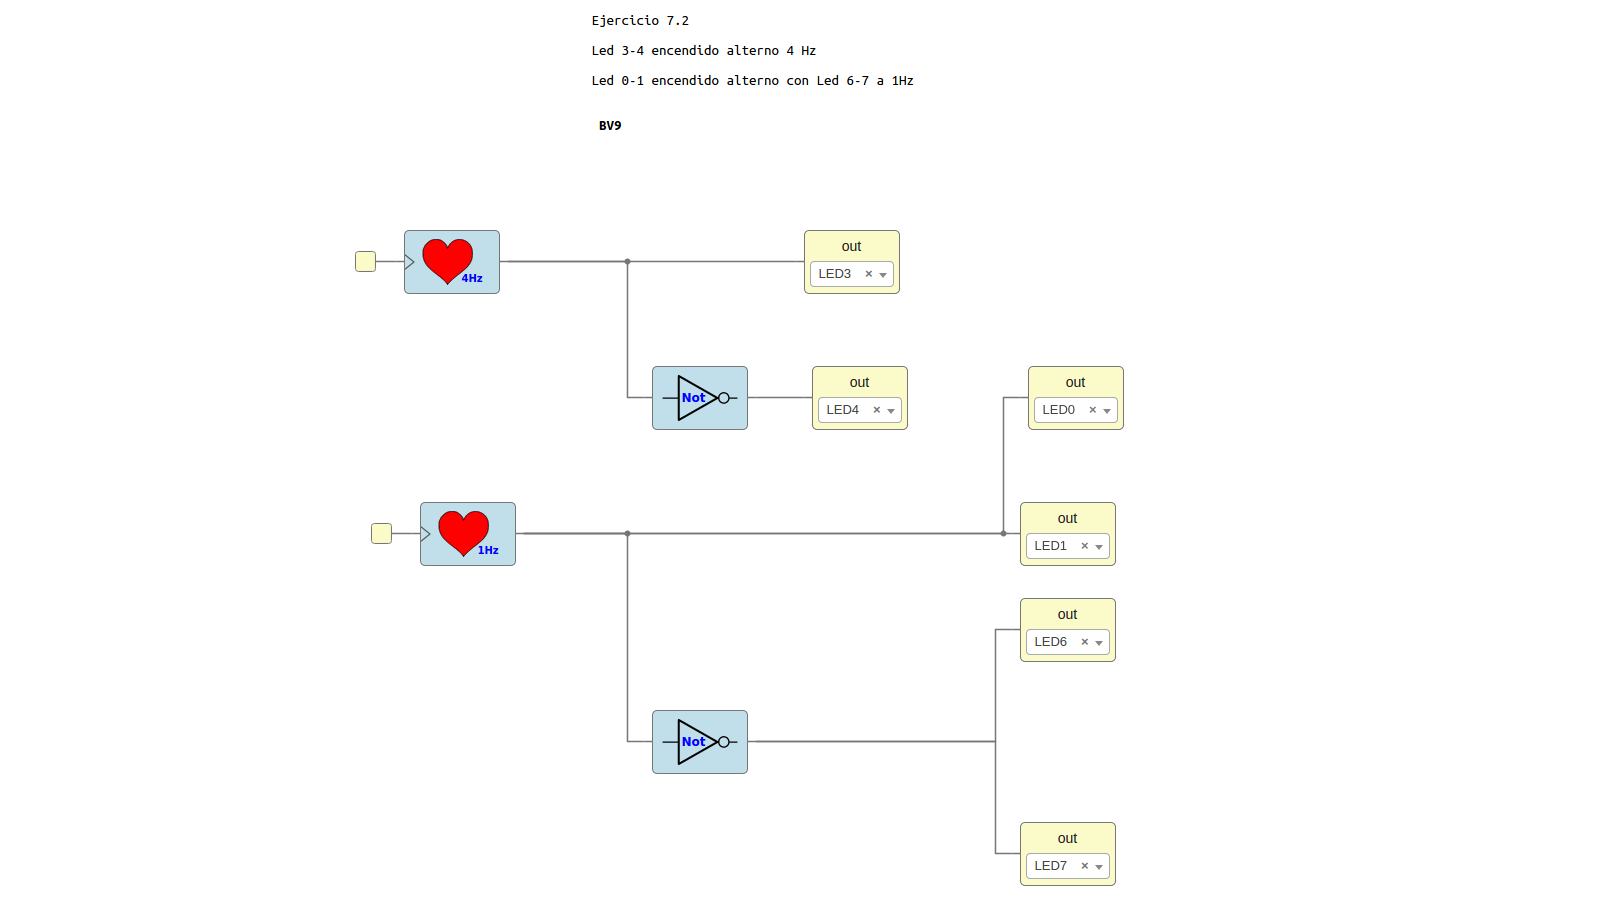 Ejercicio 7.2
Led 3-4 encendido alterno 4 Hz
Led 0-1 encendido alterno con Led 6-7 a 1Hz
BV9
4Hz
out
LED3 ×
Not
out
LED4 ×
out
LED0 ×
1Hz
out
LED1 ×
out
LED6 ×
Not
out
LED7 ×